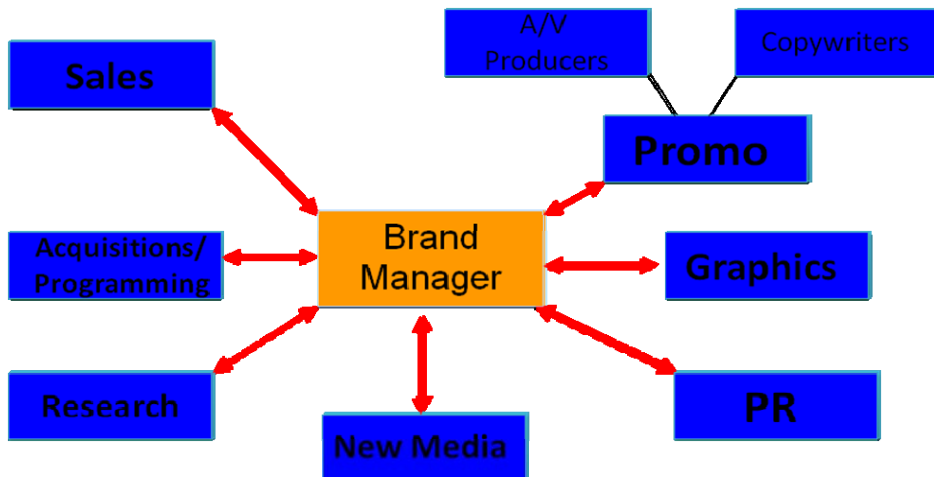 A/V
Producers
Copywriters
Sales
Promo
Brand
Manager
Acquisitions/
Programming
Graphics
Research
PR
New Media